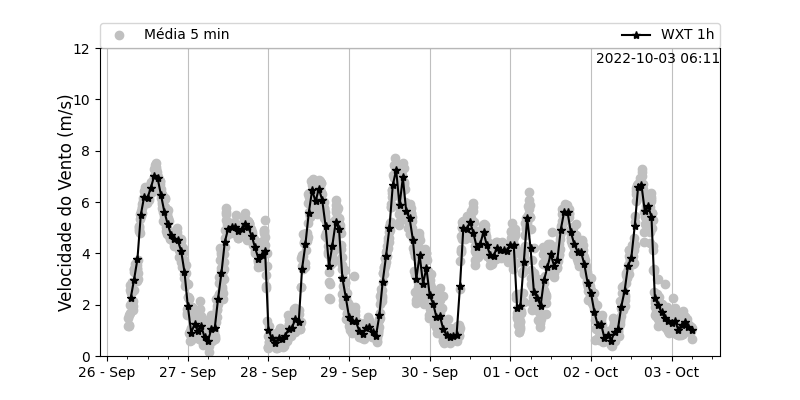 Média 5 min WXT 1h
2022-10-03 06:11
Velocidade do Vento (m/s)
12
10
8
6
4
2
0
26 - Sep 27 - Sep 28 - Sep 29 - Sep 30 - Sep 01 - Oct 02 - Oct 03 - Oct